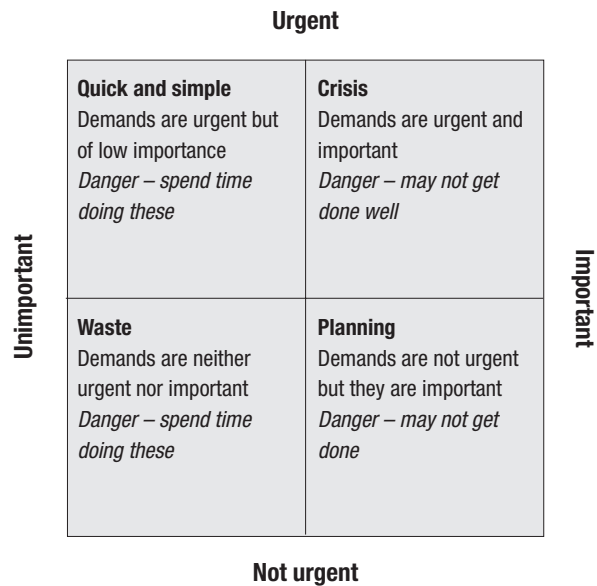 Urgent
Quick and simple
Demands are urgent but
of low importance
Danger – spend time
doing these
Crisis
Demands are urgent and
important
Danger – may not get
done well
Unimportant
Important
Waste
Demands are neither
urgent nor important
Danger – spend time
doing these
Planning
Demands are not urgent
but they are important
Danger – may not get
done
Not urgent